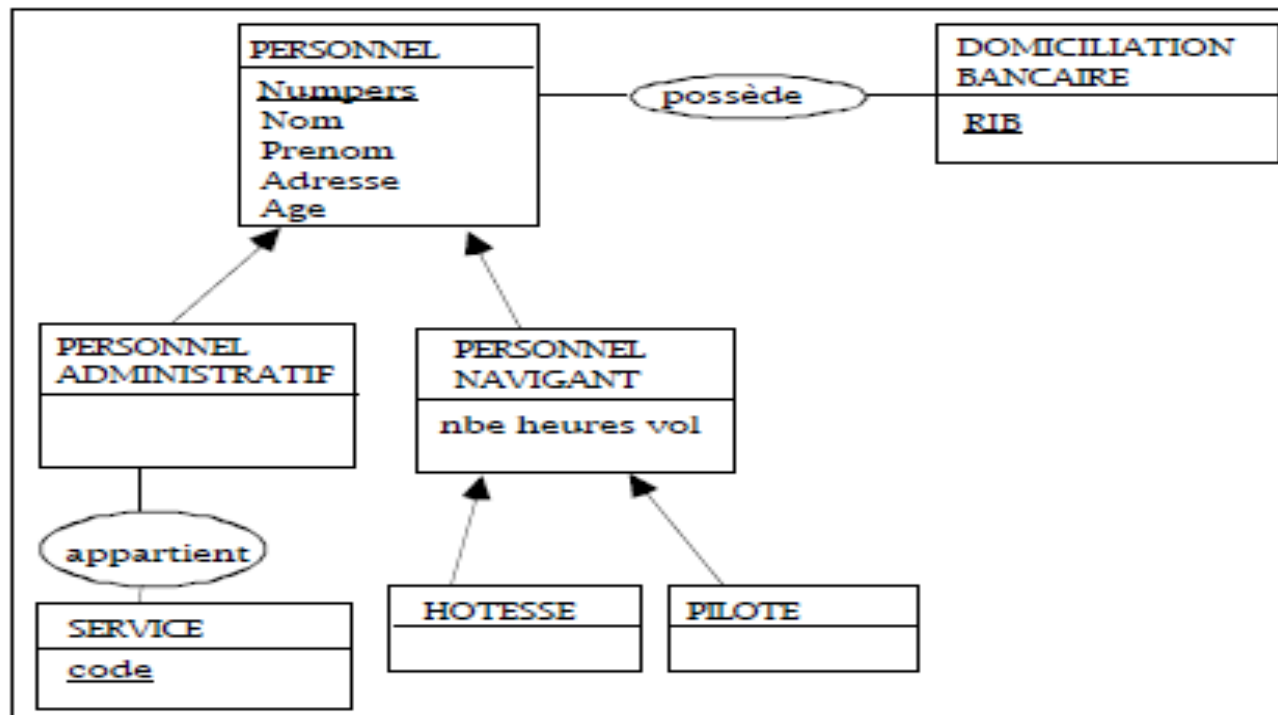 PERSONNEL
Numpers
Nom
Prenom
Adresse
Age
possède
DOMICILIATION
BANCAIRE
RIB
PERSONNEL
ADMINISTRATIF
PERSONNEL
NAVIGANT
nbe heures vol
appartient
SERVICE
code
HOTESSE
PILOTE